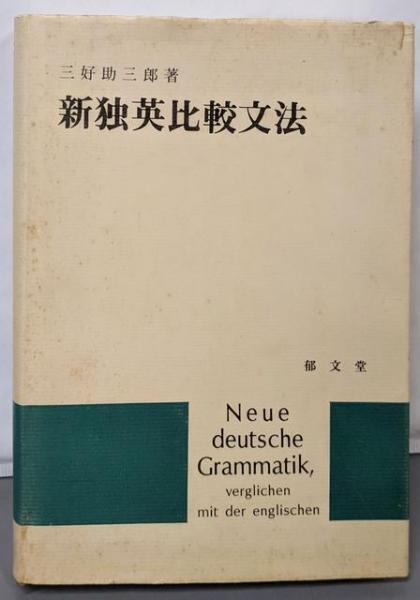 三好助三郎著
新独英比較文法
郁文堂
Neue
deutsche
Grammatik,
verglichen
mit der englischen